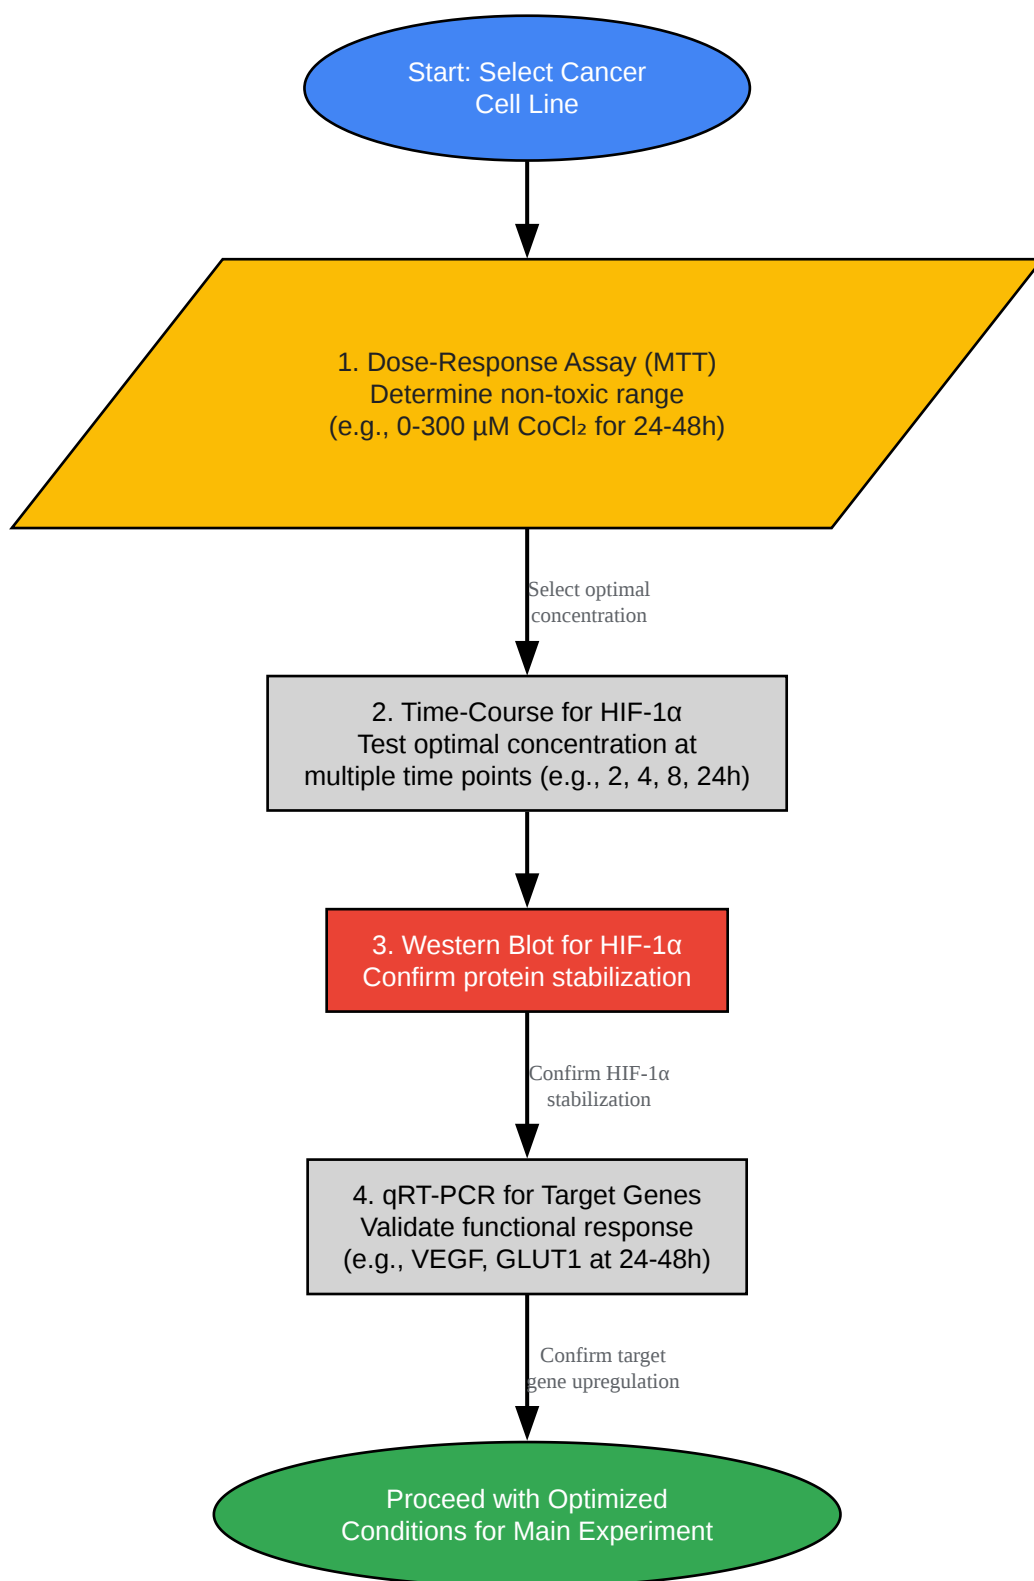 Start: Select Cancer
Cell Line
1. Dose-Response Assay (MTT)
Determine non-toxic range
(e.g., 0-300 µM CoCl₂ for 24-48h)
Select optimal
concentration
2. Time-Course for HIF-1α
Test optimal concentration at
multiple time points (e.g., 2, 4, 8, 24h)
3. Western Blot for HIF-1α
Confirm protein stabilization
Confirm HIF-1α
stabilization
4. qRT-PCR for Target Genes
Validate functional response
(e.g., VEGF, GLUT1 at 24-48h)
Confirm target
gene upregulation
Proceed with Optimized
Conditions for Main Experiment